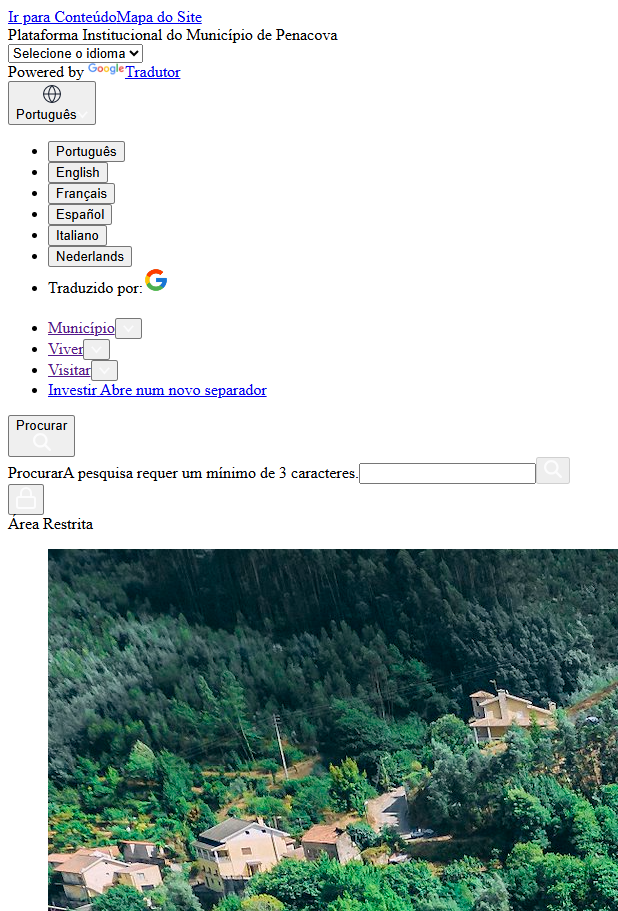 Ir para ConteúdoMapa do Site
Plataforma Institucional do Município de Penacova
Selecione o idioma
Powered by Google Tradutor
Português
Português
English
Français
Español
Italiano
Nederlands
Traduzido por:
Município
Viver
Visitar
Investir Abre num novo separador
Procurar
ProcurarA pesquisa requer um mínimo de 3 caracteres.
Área Restrita